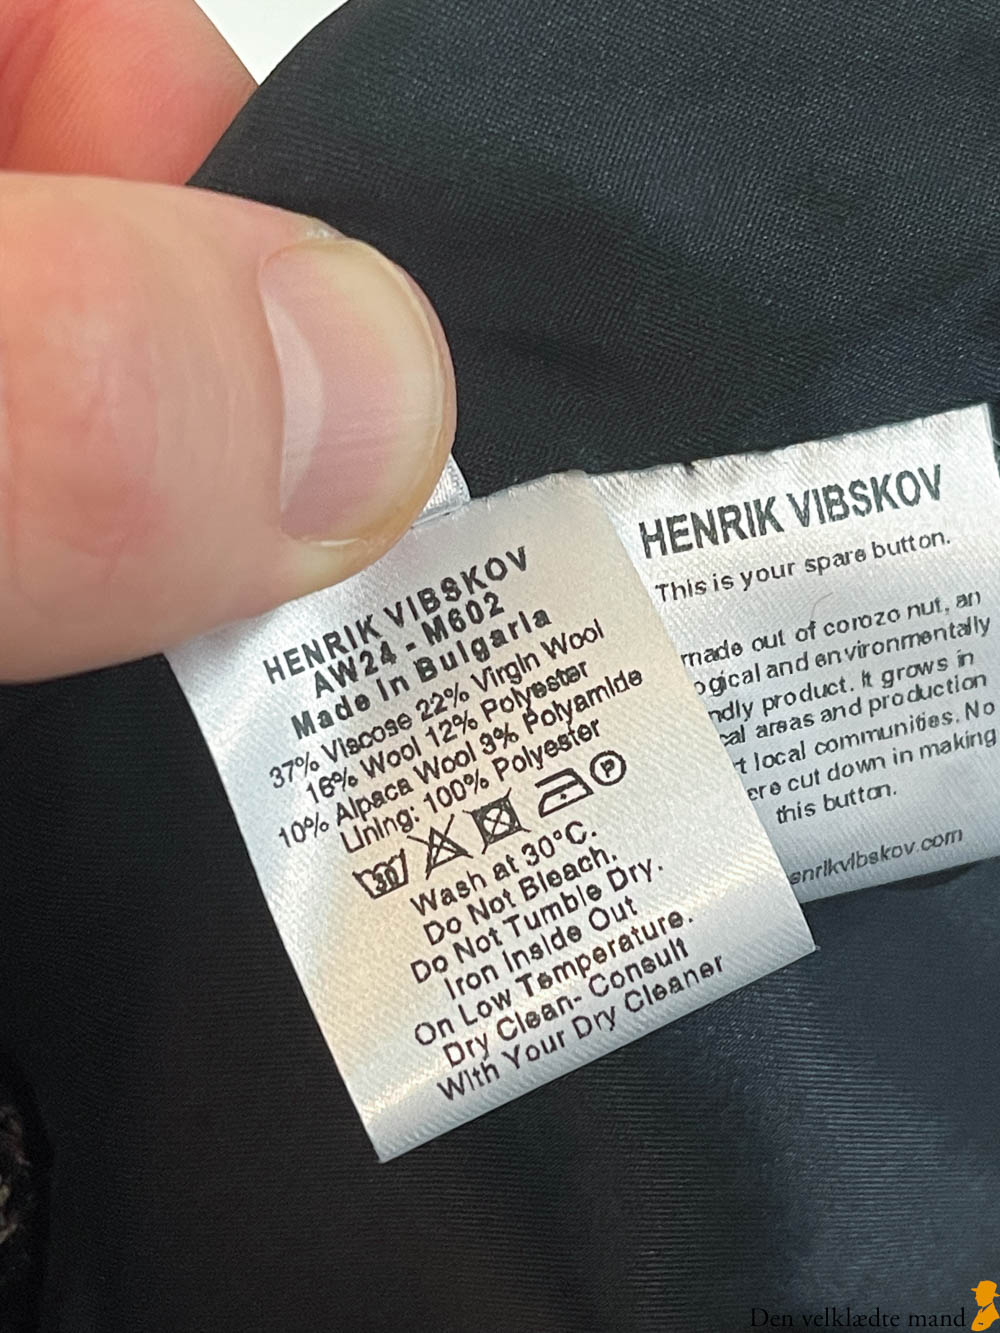 HENRIK VIBSKOV
AW24 - M602
Made In Bulgaria
37% Viscose 22% Virgin Wool
16% Wool 12% Polyester
10% Alpaca Wool 3% Polyamide
Lining: 100% Polyester
30 P
Wash at 30°C.
Do Not Bleach.
Do Not Tumble Dry.
Iron Inside Out
On Low Temperature.
Dry Clean- Consult
With Your Dry Cleaner
HENRIK VIBSKOV
This is your spare button.
made out of corozo nut, an
ogical and environmentally
ndly product. It grows in
cal areas and production
t local communities. No
ere cut down in making
this button.
enrikvibskov.com
Den velklædte mand